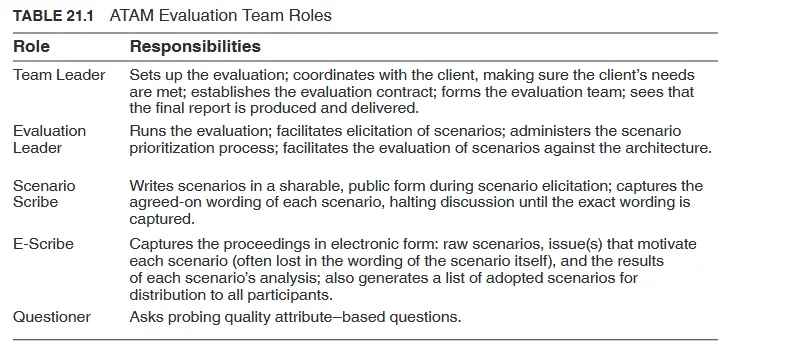 TABLE 21.1 ATAM Evaluation Team Roles
Role Responsibilities
Team Leader Sets up the evaluation; coordinates with the client, making sure the client's needs
are met; establishes the evaluation contract; forms the evaluation team; sees that
the final report is produced and delivered.
Evaluation Runs the evaluation; facilitates elicitation of scenarios; administers the scenario
Leader prioritization process; facilitates the evaluation of scenarios against the architecture.
Scenario Writes scenarios in a sharable, public form during scenario elicitation; captures the
Scribe agreed-on wording of each scenario, halting discussion until the exact wording is
captured.
E-Scribe Captures the proceedings in electronic form: raw scenarios, issue(s) that motivate
each scenario (often lost in the wording of the scenario itself), and the results
of each scenario's analysis; also generates a list of adopted scenarios for
distribution to all participants.
Questioner Asks probing quality attribute–based questions.